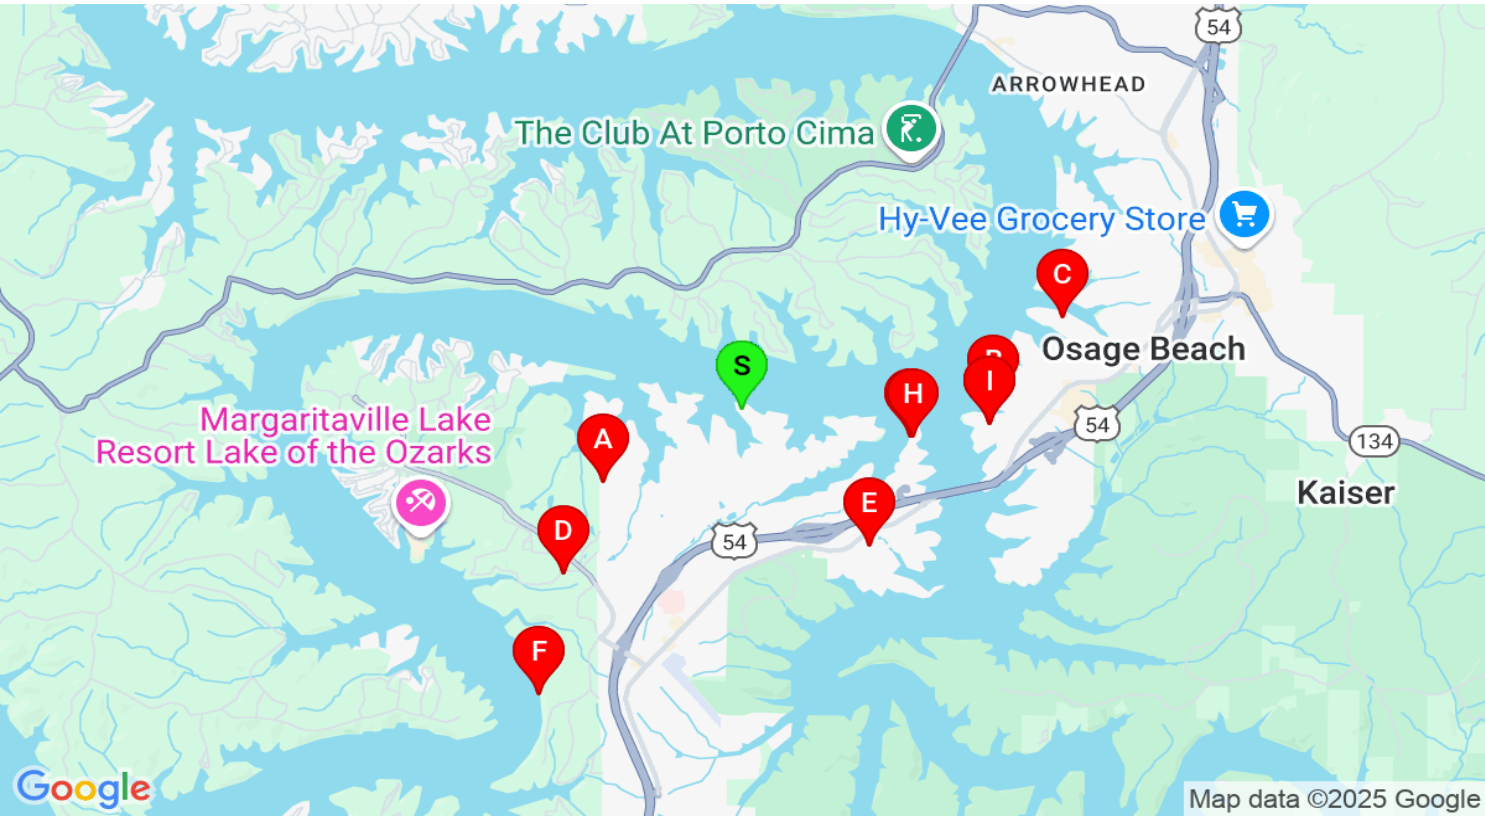 54
ARROWHEAD
The Club At Porto Cima
Hy-Vee Grocery Store
C
S
Osage Beach
I
H
Margaritaville Lake
Resort Lake of the Ozarks
A
54
134
Kaiser
E
D
54
F
Google
Map data ©2025 Google